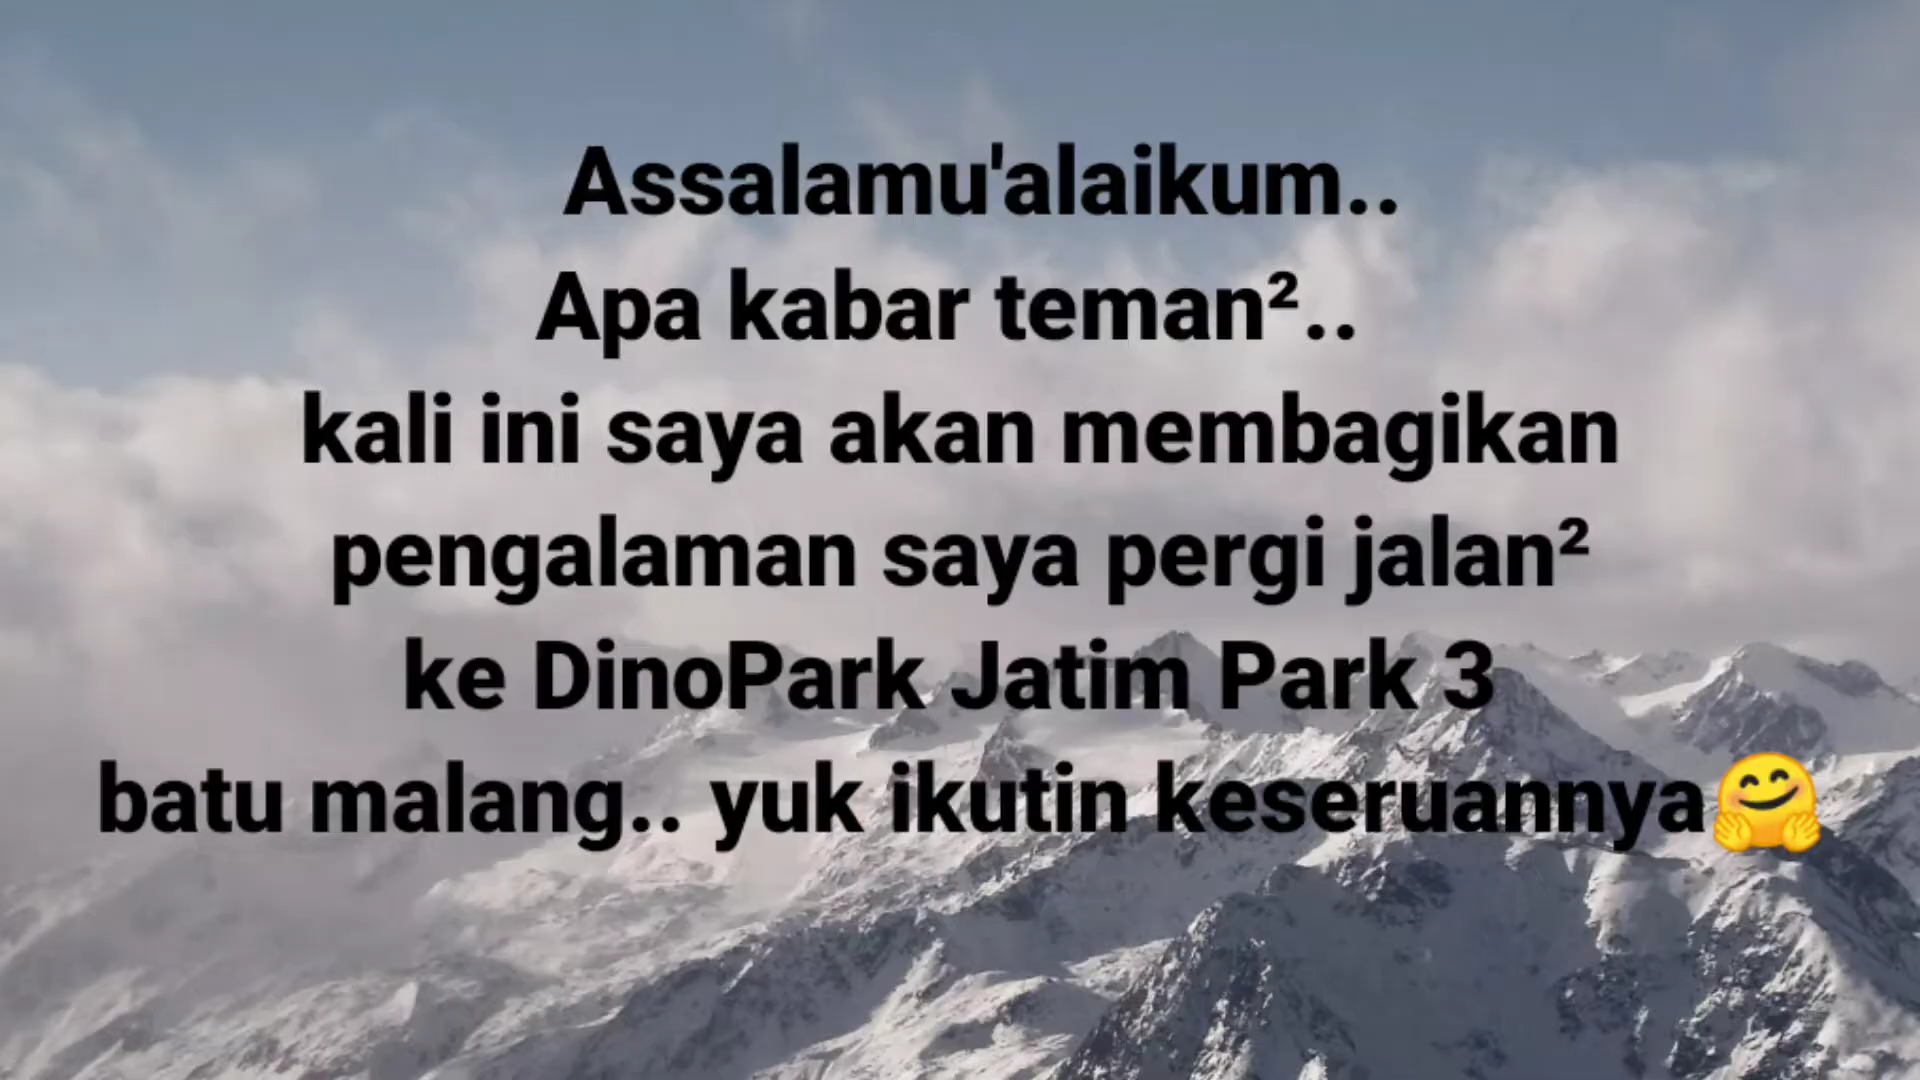 Assalamu'alaikum..
Apa kabar teman²..
kali ini saya akan membagikan
pengalaman saya pergi jalan²
ke DinoPark Jatim Park 3
batu malang.. yuk ikutin keseruannya🤗